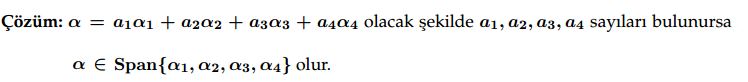 Çözüm: α = a₁α₁ + a₂α₂ + a₃α₃ + a₄α₄ olacak şekilde a₁, a₂, a₃, a₄ sayıları bulunursa
α ∈ Span{α₁, α₂, α₃, α₄} olur.